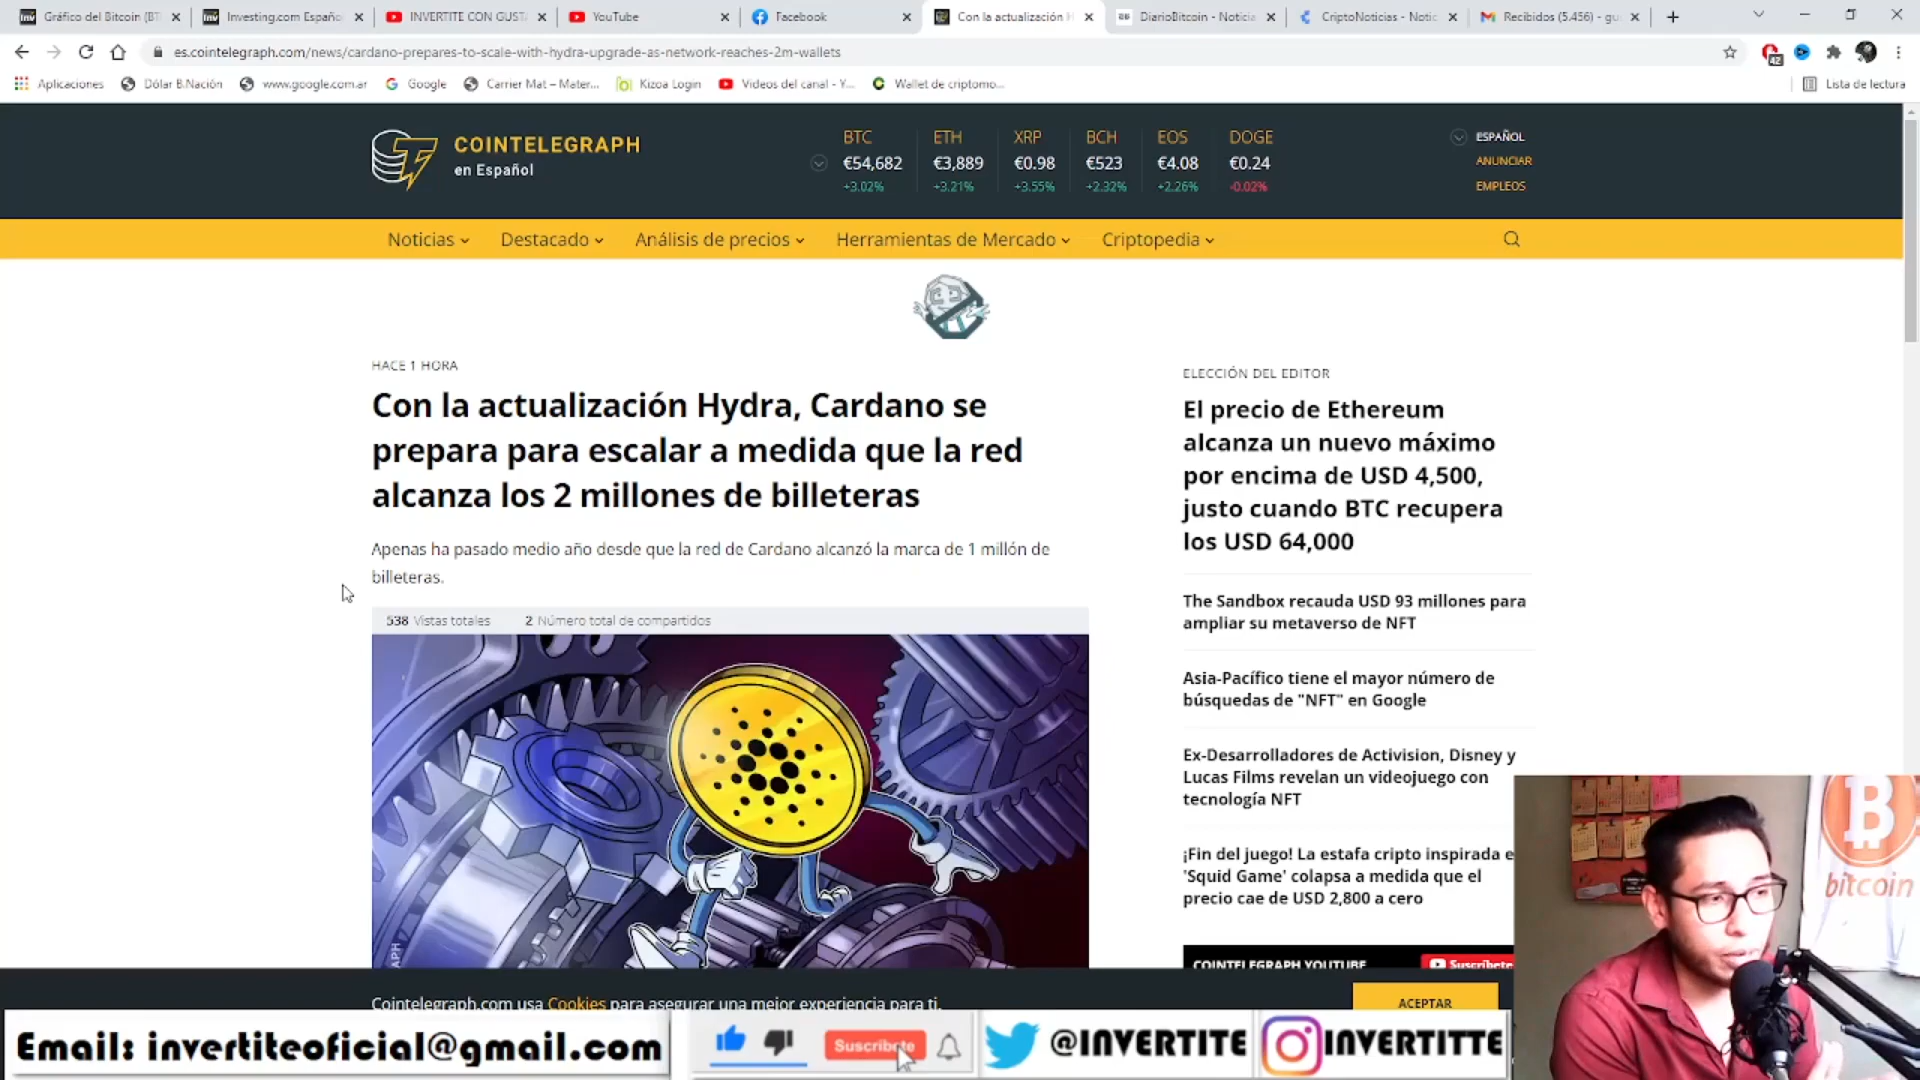 Gráfico del Bitcoin (BT
Investing.com Españo
INVERTITE CON GUST
YouTube
Facebook
Con la actualización H
DiarioBitcoin - Noticia
CriptoNoticias - Notic
Recibidos (5.456) - gu
es.cointelegraph.com/news/cardano-prepares-to-scale-with-hydra-upgrade-as-network-reaches-2m-wallets
42
Aplicaciones
Dólar B.Nación
www.google.com.ar
Google
Carrier Mat – Mater...
Kizoa Login
Videos del canal - Y...
Wallet de criptomo...
Lista de lectura
COINTELEGRAPH
en Español
BTC ETH XRP BCH EOS DOGE
€54,682 €3,889 €0.98 €523 €4.08 €0.24
+3.02% +3.21% +3.55% +2.32% +2.26% -0.02%
ESPAÑOL
ANUNCIAR
EMPLEOS
Noticias Destacado Análisis de precios Herramientas de Mercado Criptopedia
HACE 1 HORA
Con la actualización Hydra, Cardano se
prepara para escalar a medida que la red
alcanza los 2 millones de billeteras
Apenas ha pasado medio año desde que la red de Cardano alcanzó la marca de 1 millón de
billeteras.
538 Vistas totales
2 Número total de compartidos
ELECCIÓN DEL EDITOR
El precio de Ethereum
alcanza un nuevo máximo
por encima de USD 4,500,
justo cuando BTC recupera
los USD 64,000
The Sandbox recauda USD 93 millones para
ampliar su metaverso de NFT
Asia-Pacífico tiene el mayor número de
búsquedas de "NFT" en Google
Ex-Desarrolladores de Activision, Disney y
Lucas Films revelan un videojuego con
tecnología NFT
¡Fin del juego! La estafa cripto inspirada e
'Squid Game' colapsa a medida que el
precio cae de USD 2,800 a cero
COINTELEGRAPH YOUTUBE
Suscríbete
Cointelegraph.com usa Cookies para asegurar una mejor experiencia para ti.
ACEPTAR
bitcoin
Email: invertiteoficial@gmail.com
Suscribete
@INVERTITE
INVERTITTE